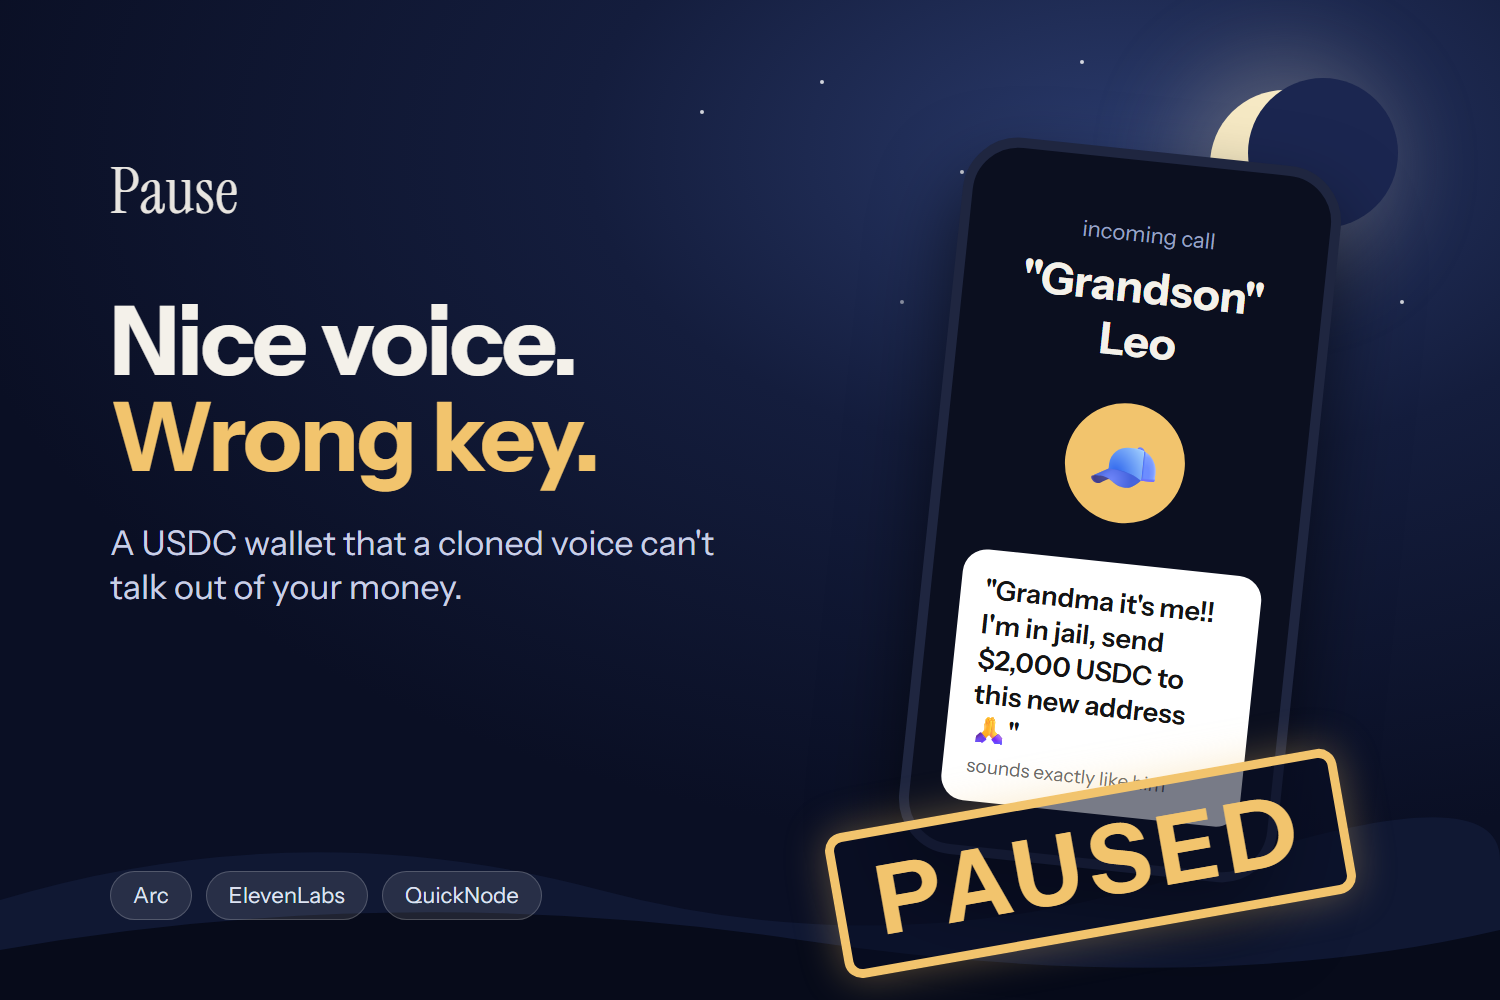 Pause
Nice voice.
Wrong key.
A USDC wallet that a cloned voice can't
talk out of your money.
Arc
ElevenLabs
QuickNode
incoming call
"Grandson"
Leo
"Grandma it's me!!
I'm in jail, send
$2,000 USDC to
this new address
🙏"
sounds exactly like him
PAUSED